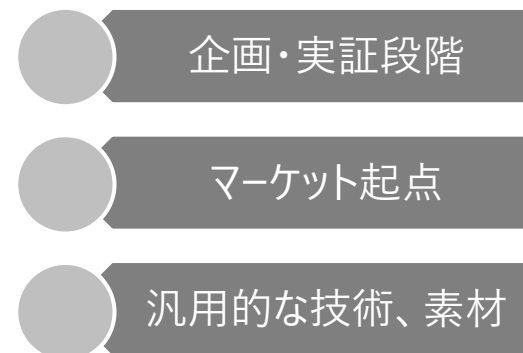 企画・実証段階
マーケット起点
汎用的な技術、素材